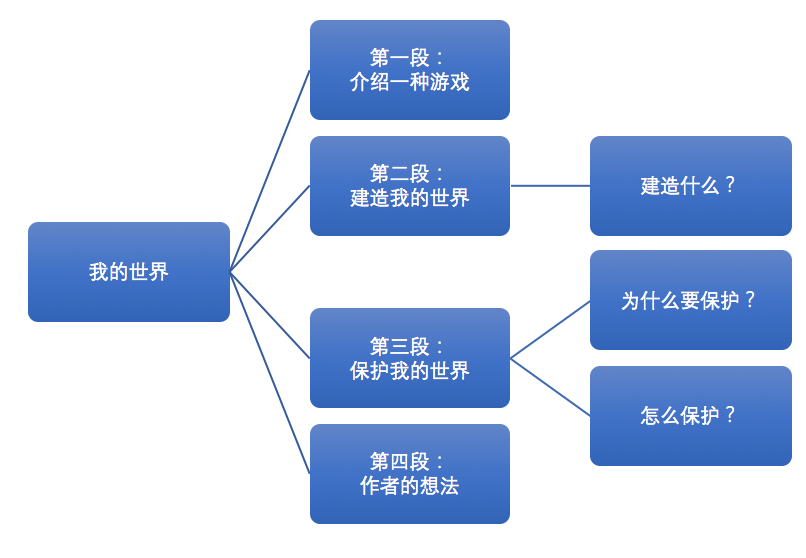 我的世界
第一段：
介绍一种游戏
第二段：
建造我的世界
建造什么？
第三段：
保护我的世界
为什么要保护？
怎么保护？
第四段：
作者的想法